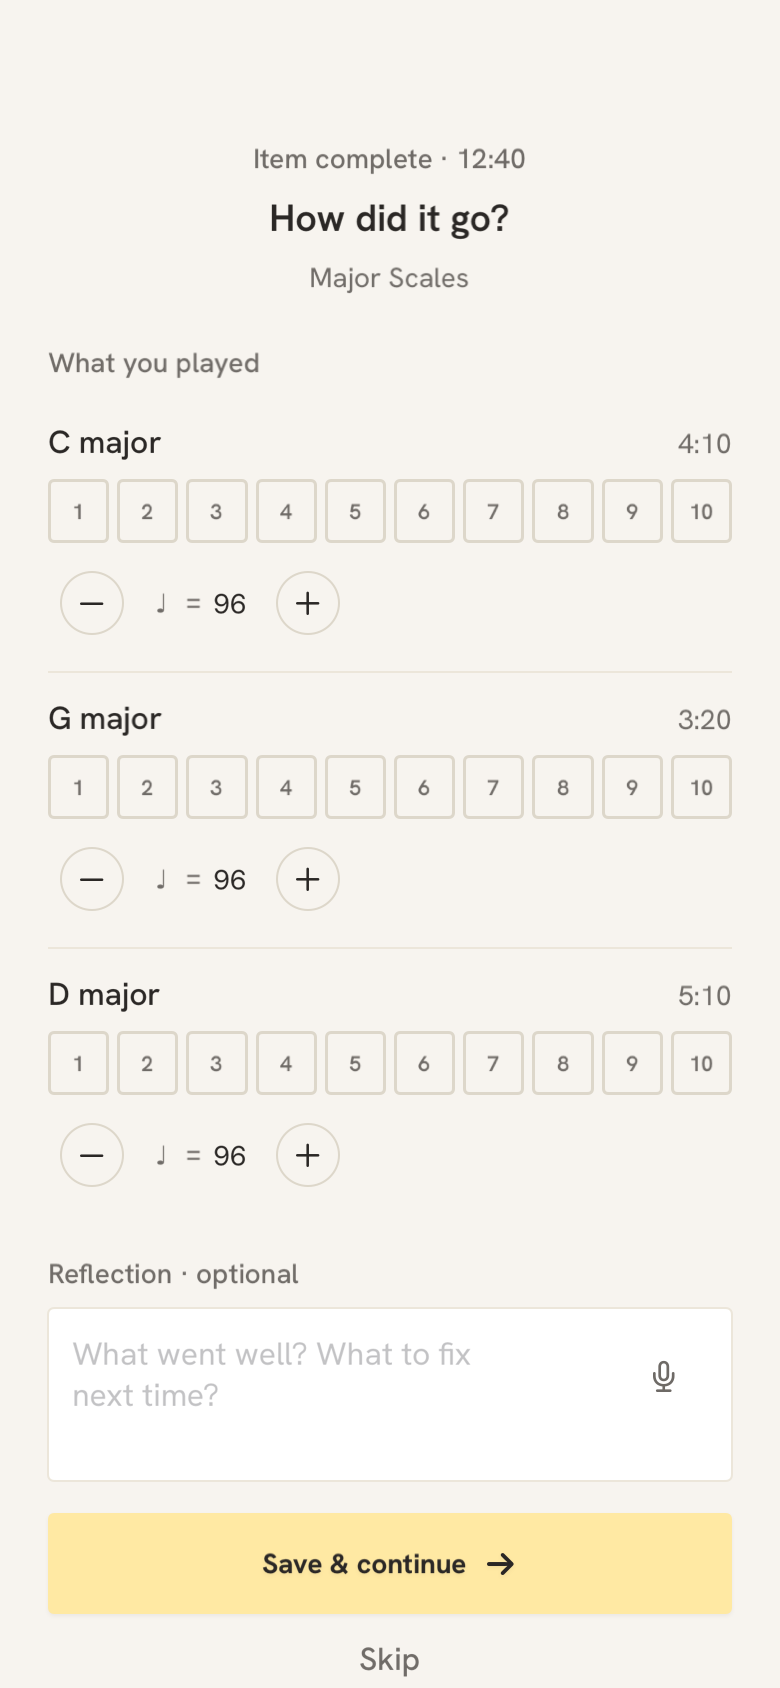 Item complete · 12:40
How did it go?
Major Scales
What you played
C major 4:10
1 2 3 4 5 6 7 8 9 10
− ♩ = 96 +
G major 3:20
1 2 3 4 5 6 7 8 9 10
− ♩ = 96 +
D major 5:10
1 2 3 4 5 6 7 8 9 10
− ♩ = 96 +
Reflection · optional
What went well? What to fix
next time?
Save & continue →
Skip